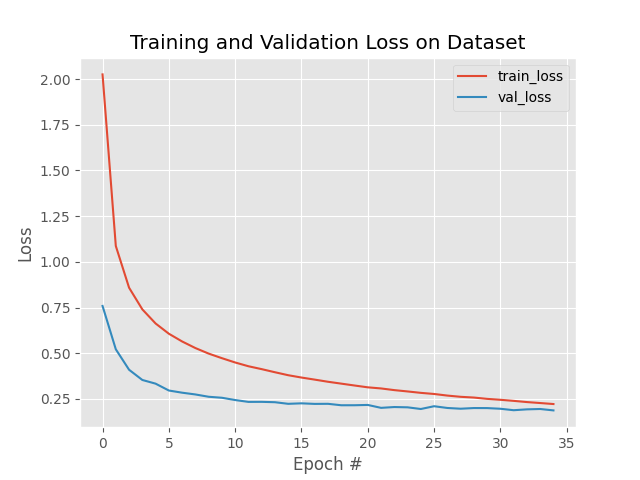 Training and Validation Loss on Dataset
train_loss
val_loss
2.00
1.75
1.50
1.25
1.00
0.75
0.50
0.25
Loss
0 5 10 15 20 25 30 35
Epoch #